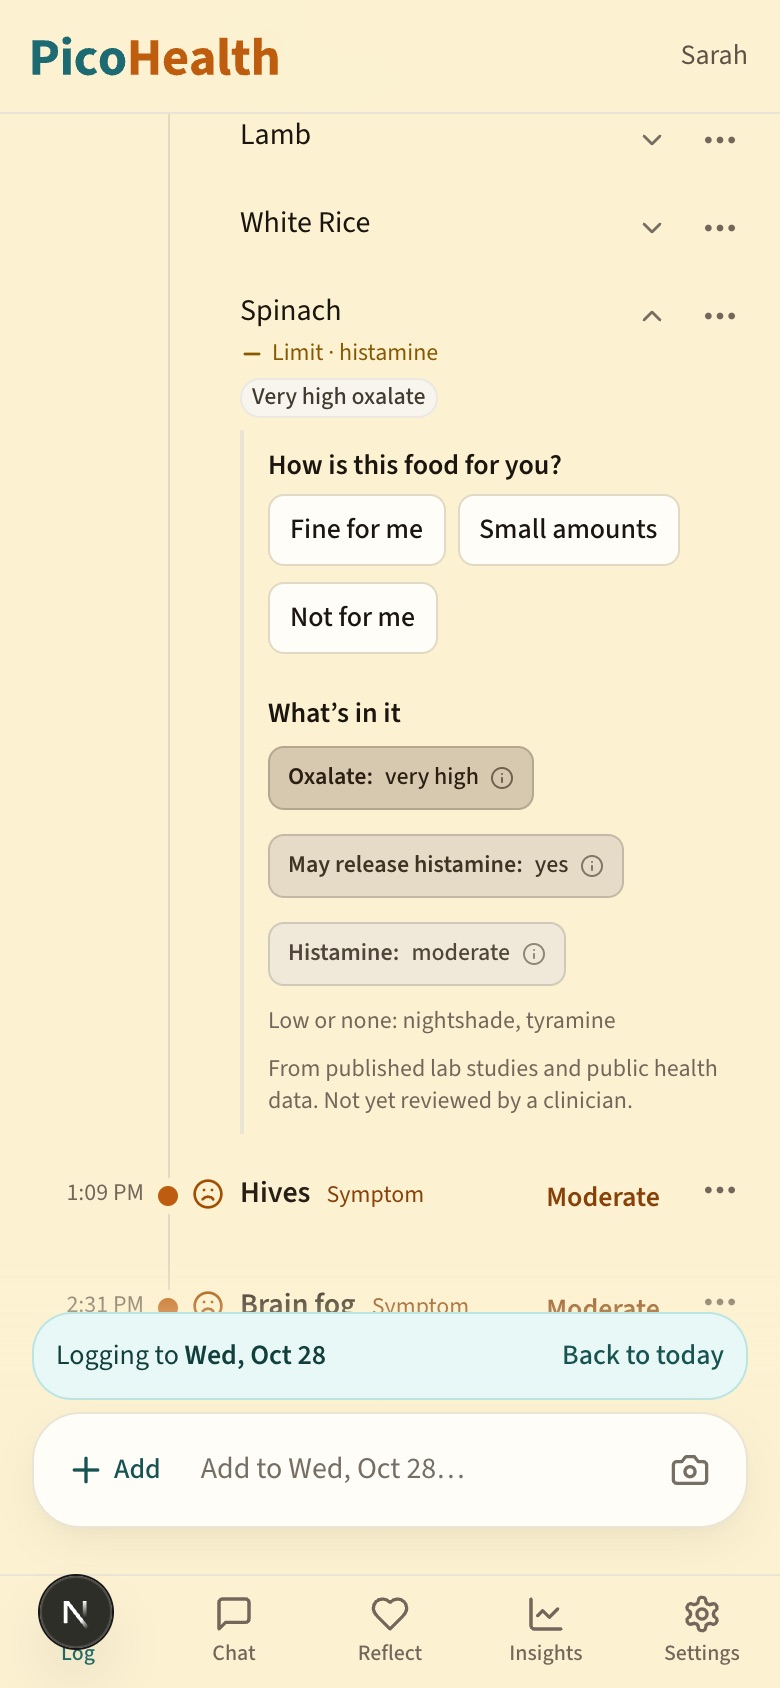 PicoHealth
Sarah
Lamb
White Rice
Spinach
Limit · histamine
Very high oxalate
How is this food for you?
Fine for me
Small amounts
Not for me
What’s in it
Oxalate: very high
May release histamine: yes
Histamine: moderate
Low or none: nightshade, tyramine
From published lab studies and public health
data. Not yet reviewed by a clinician.
1:09 PM Hives Symptom Moderate
2:31 PM Brain fog Symptom Moderate
Logging to Wed, Oct 28 Back to today
+ Add Add to Wed, Oct 28…
N
Log Chat Reflect Insights Settings